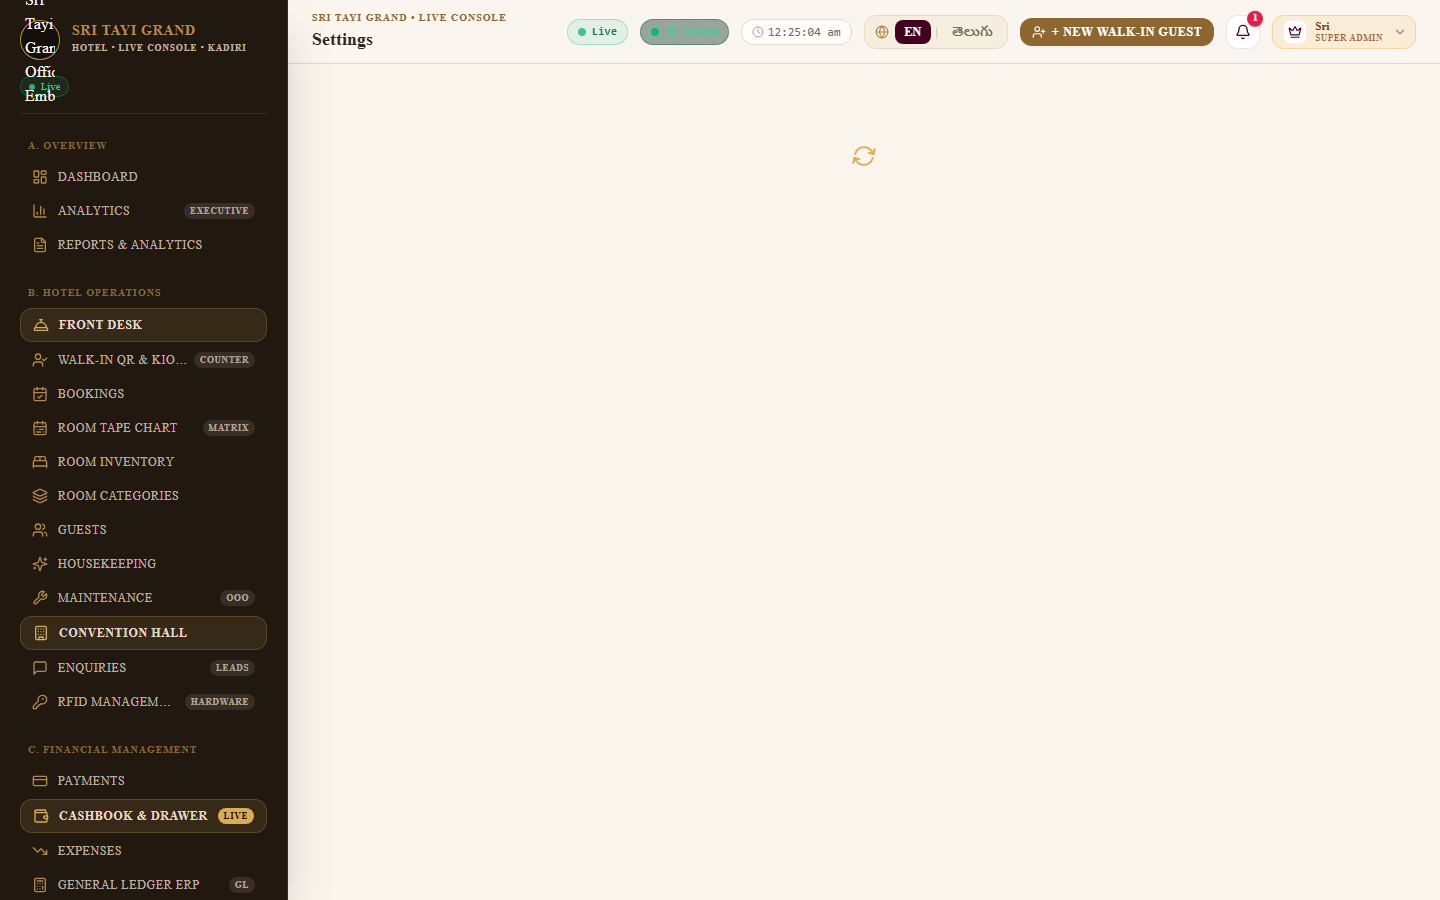 Sri
Tayi
Gran
Offic
Emb
SRI TAYI GRAND
HOTEL • LIVE CONSOLE • KADIRI
Live
A. OVERVIEW
DASHBOARD
ANALYTICS EXECUTIVE
REPORTS & ANALYTICS
B. HOTEL OPERATIONS
FRONT DESK
WALK-IN QR & KIO... COUNTER
BOOKINGS
ROOM TAPE CHART MATRIX
ROOM INVENTORY
ROOM CATEGORIES
GUESTS
HOUSEKEEPING
MAINTENANCE OOO
CONVENTION HALL
ENQUIRIES LEADS
RFID MANAGEM... HARDWARE
C. FINANCIAL MANAGEMENT
PAYMENTS
CASHBOOK & DRAWER LIVE
EXPENSES
GENERAL LEDGER ERP GL
SRI TAYI GRAND • LIVE CONSOLE
Settings
Live
12:25:04 am
EN తెలుగు
+ NEW WALK-IN GUEST
1
Sri
SUPER ADMIN